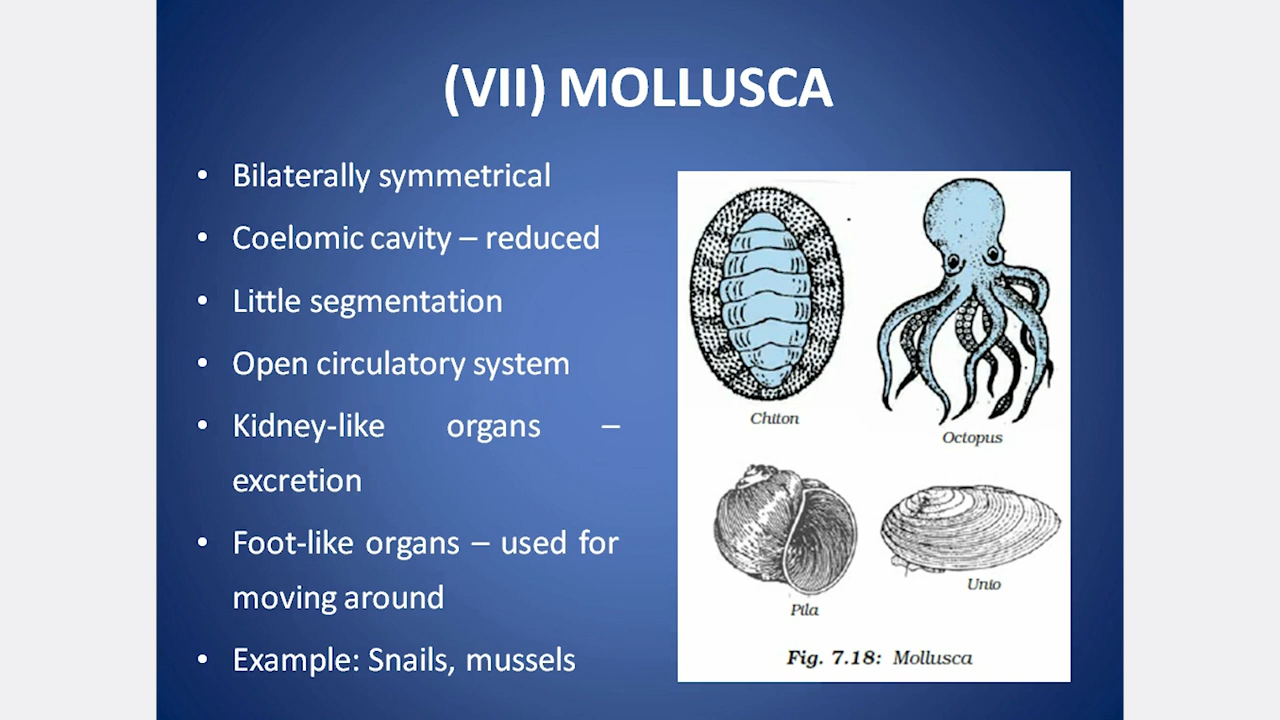 (VII) MOLLUSCA
• Bilaterally symmetrical
• Coelomic cavity – reduced
• Little segmentation
• Open circulatory system
• Kidney-like organs –
excretion
• Foot-like organs – used for
moving around
• Example: Snails, mussels
Chiton
Octopus
Pila
Unio
Fig. 7.18: Mollusca